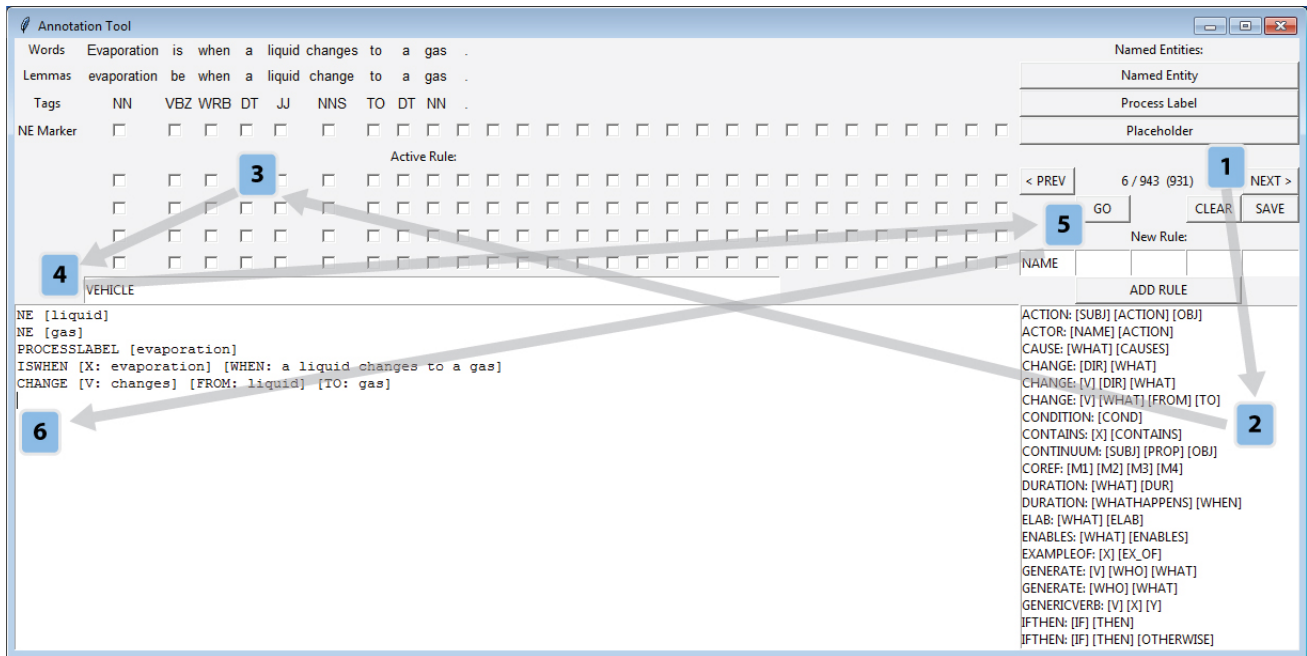 Annotation Tool
Words Evaporation is when a liquid changes to a gas .
Lemmas evaporation be when a liquid change to a gas .
Tags NN VBZ WRB DT JJ NNS TO DT NN .
NE Marker
Active Rule:
3
4
VEHICLE
NE [liquid]
NE [gas]
PROCESSLABEL [evaporation]
ISWHEN [X: evaporation] [WHEN: a liquid changes to a gas]
CHANGE [V: changes] [FROM: liquid] [TO: gas]
6
Named Entities:
Named Entity
Process Label
Placeholder
1
< PREV 6 / 943 (931) NEXT >
GO CLEAR SAVE
5
New Rule:
NAME
ADD RULE
ACTION: [SUBJ] [ACTION] [OBJ]
ACTOR: [NAME] [ACTION]
CAUSE: [WHAT] [CAUSES]
CHANGE: [DIR] [WHAT]
CHANGE: [V] [DIR] [WHAT]
CHANGE: [V] [WHAT] [FROM] [TO]
CONDITION: [COND]
CONTAINS: [X] [CONTAINS]
2
CONTINUUM: [SUBJ] [PROP] [OBJ]
COREF: [M1] [M2] [M3] [M4]
DURATION: [WHAT] [DUR]
DURATION: [WHATHAPPENS] [WHEN]
ELAB: [WHAT] [ELAB]
ENABLES: [WHAT] [ENABLES]
EXAMPLEOF: [X] [EX_OF]
GENERATE: [V] [WHO] [WHAT]
GENERATE: [WHO] [WHAT]
GENERICVERB: [V] [X] [Y]
IFTHEN: [IF] [THEN]
IFTHEN: [IF] [THEN] [OTHERWISE]